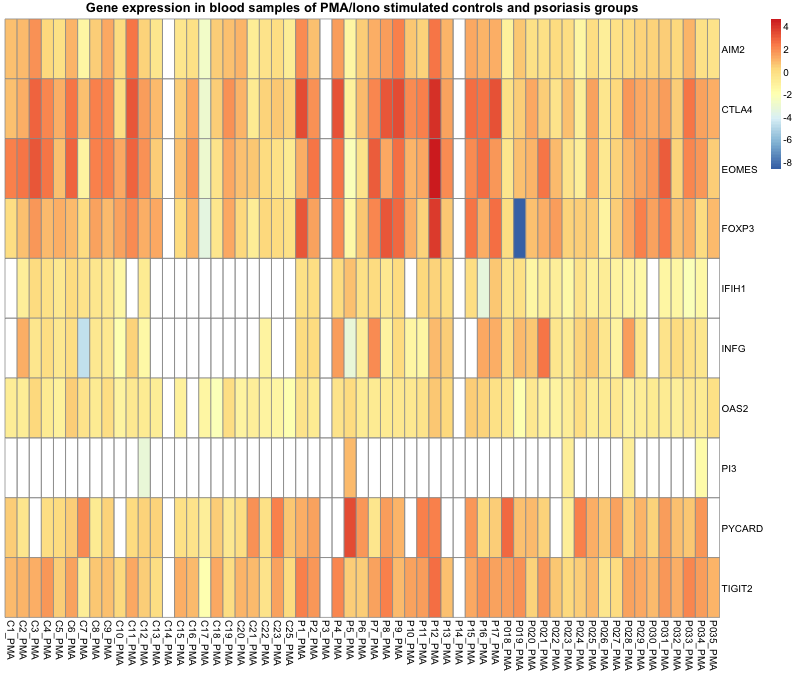 Gene expression in blood samples of PMA/Iono stimulated controls and psoriasis groups
4
2
0
-2
-4
-6
-8
AIM2
CTLA4
EOMES
FOXP3
IFIH1
INFG
OAS2
PI3
PYCARD
TIGIT2
C1_PMA
C2_PMA
C3_PMA
C4_PMA
C5_PMA
C6_PMA
C7_PMA
C8_PMA
C9_PMA
C10_PMA
C11_PMA
C12_PMA
C13_PMA
C14_PMA
C15_PMA
C16_PMA
C17_PMA
C18_PMA
C19_PMA
C20_PMA
C21_PMA
C22_PMA
C23_PMA
C25_PMA
P1_PMA
P2_PMA
P3_PMA
P4_PMA
P5_PMA
P6_PMA
P7_PMA
P8_PMA
P9_PMA
P10_PMA
P11_PMA
P12_PMA
P13_PMA
P14_PMA
P15_PMA
P16_PMA
P17_PMA
P018_PMA
P019_PMA
P020_PMA
P021_PMA
P022_PMA
P023_PMA
P024_PMA
P025_PMA
P026_PMA
P027_PMA
P028_PMA
P029_PMA
P030_PMA
P031_PMA
P032_PMA
P033_PMA
P034_PMA
P035_PMA